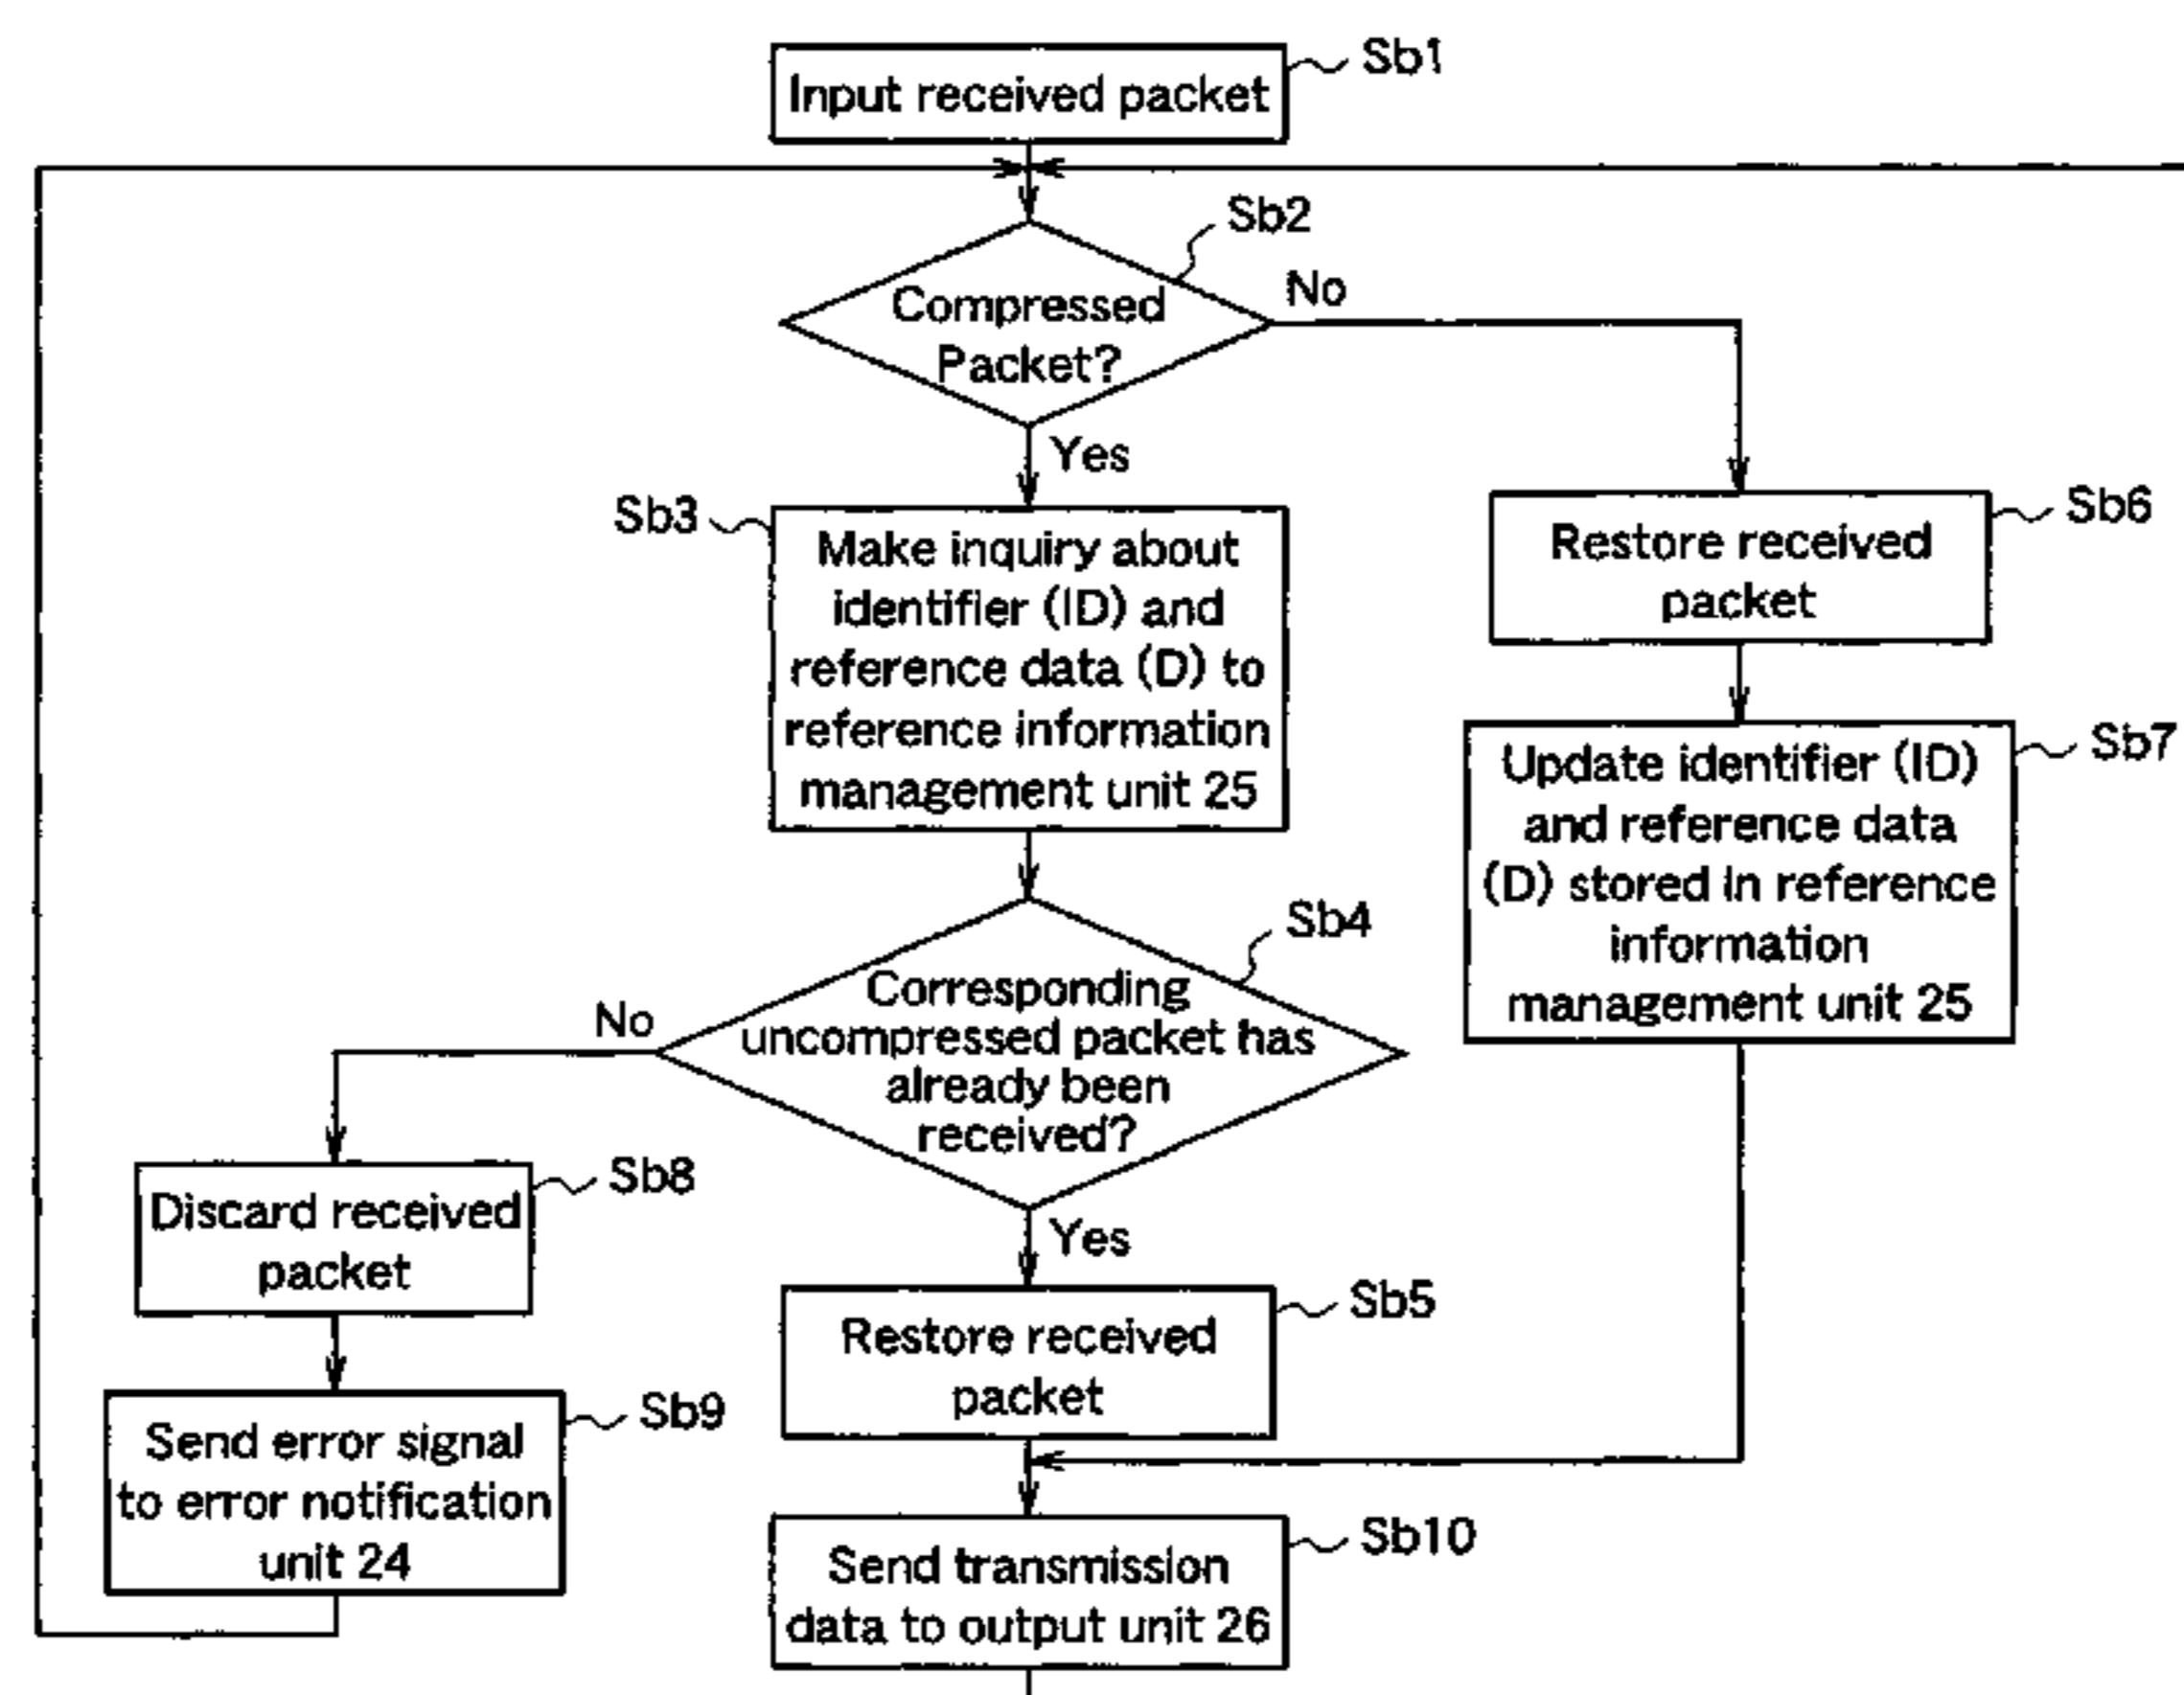 Sb1
Input received packet
Sb2
Compressed
Packet?
No
Yes
Sb3
Make inquiry about
identifier (ID) and
reference data (D) to
reference information
management unit 25
Sb6
Restore received
packet
Sb7
Update identifier (ID)
and reference data
(D) stored in reference
information
management unit 25
Sb4
Corresponding
uncompressed packet has
already been
received?
No
Yes
Sb8
Discard received
packet
Sb5
Restore received
packet
Sb9
Send error signal
to error notification
unit 24
Sb10
Send transmission
data to output unit 26